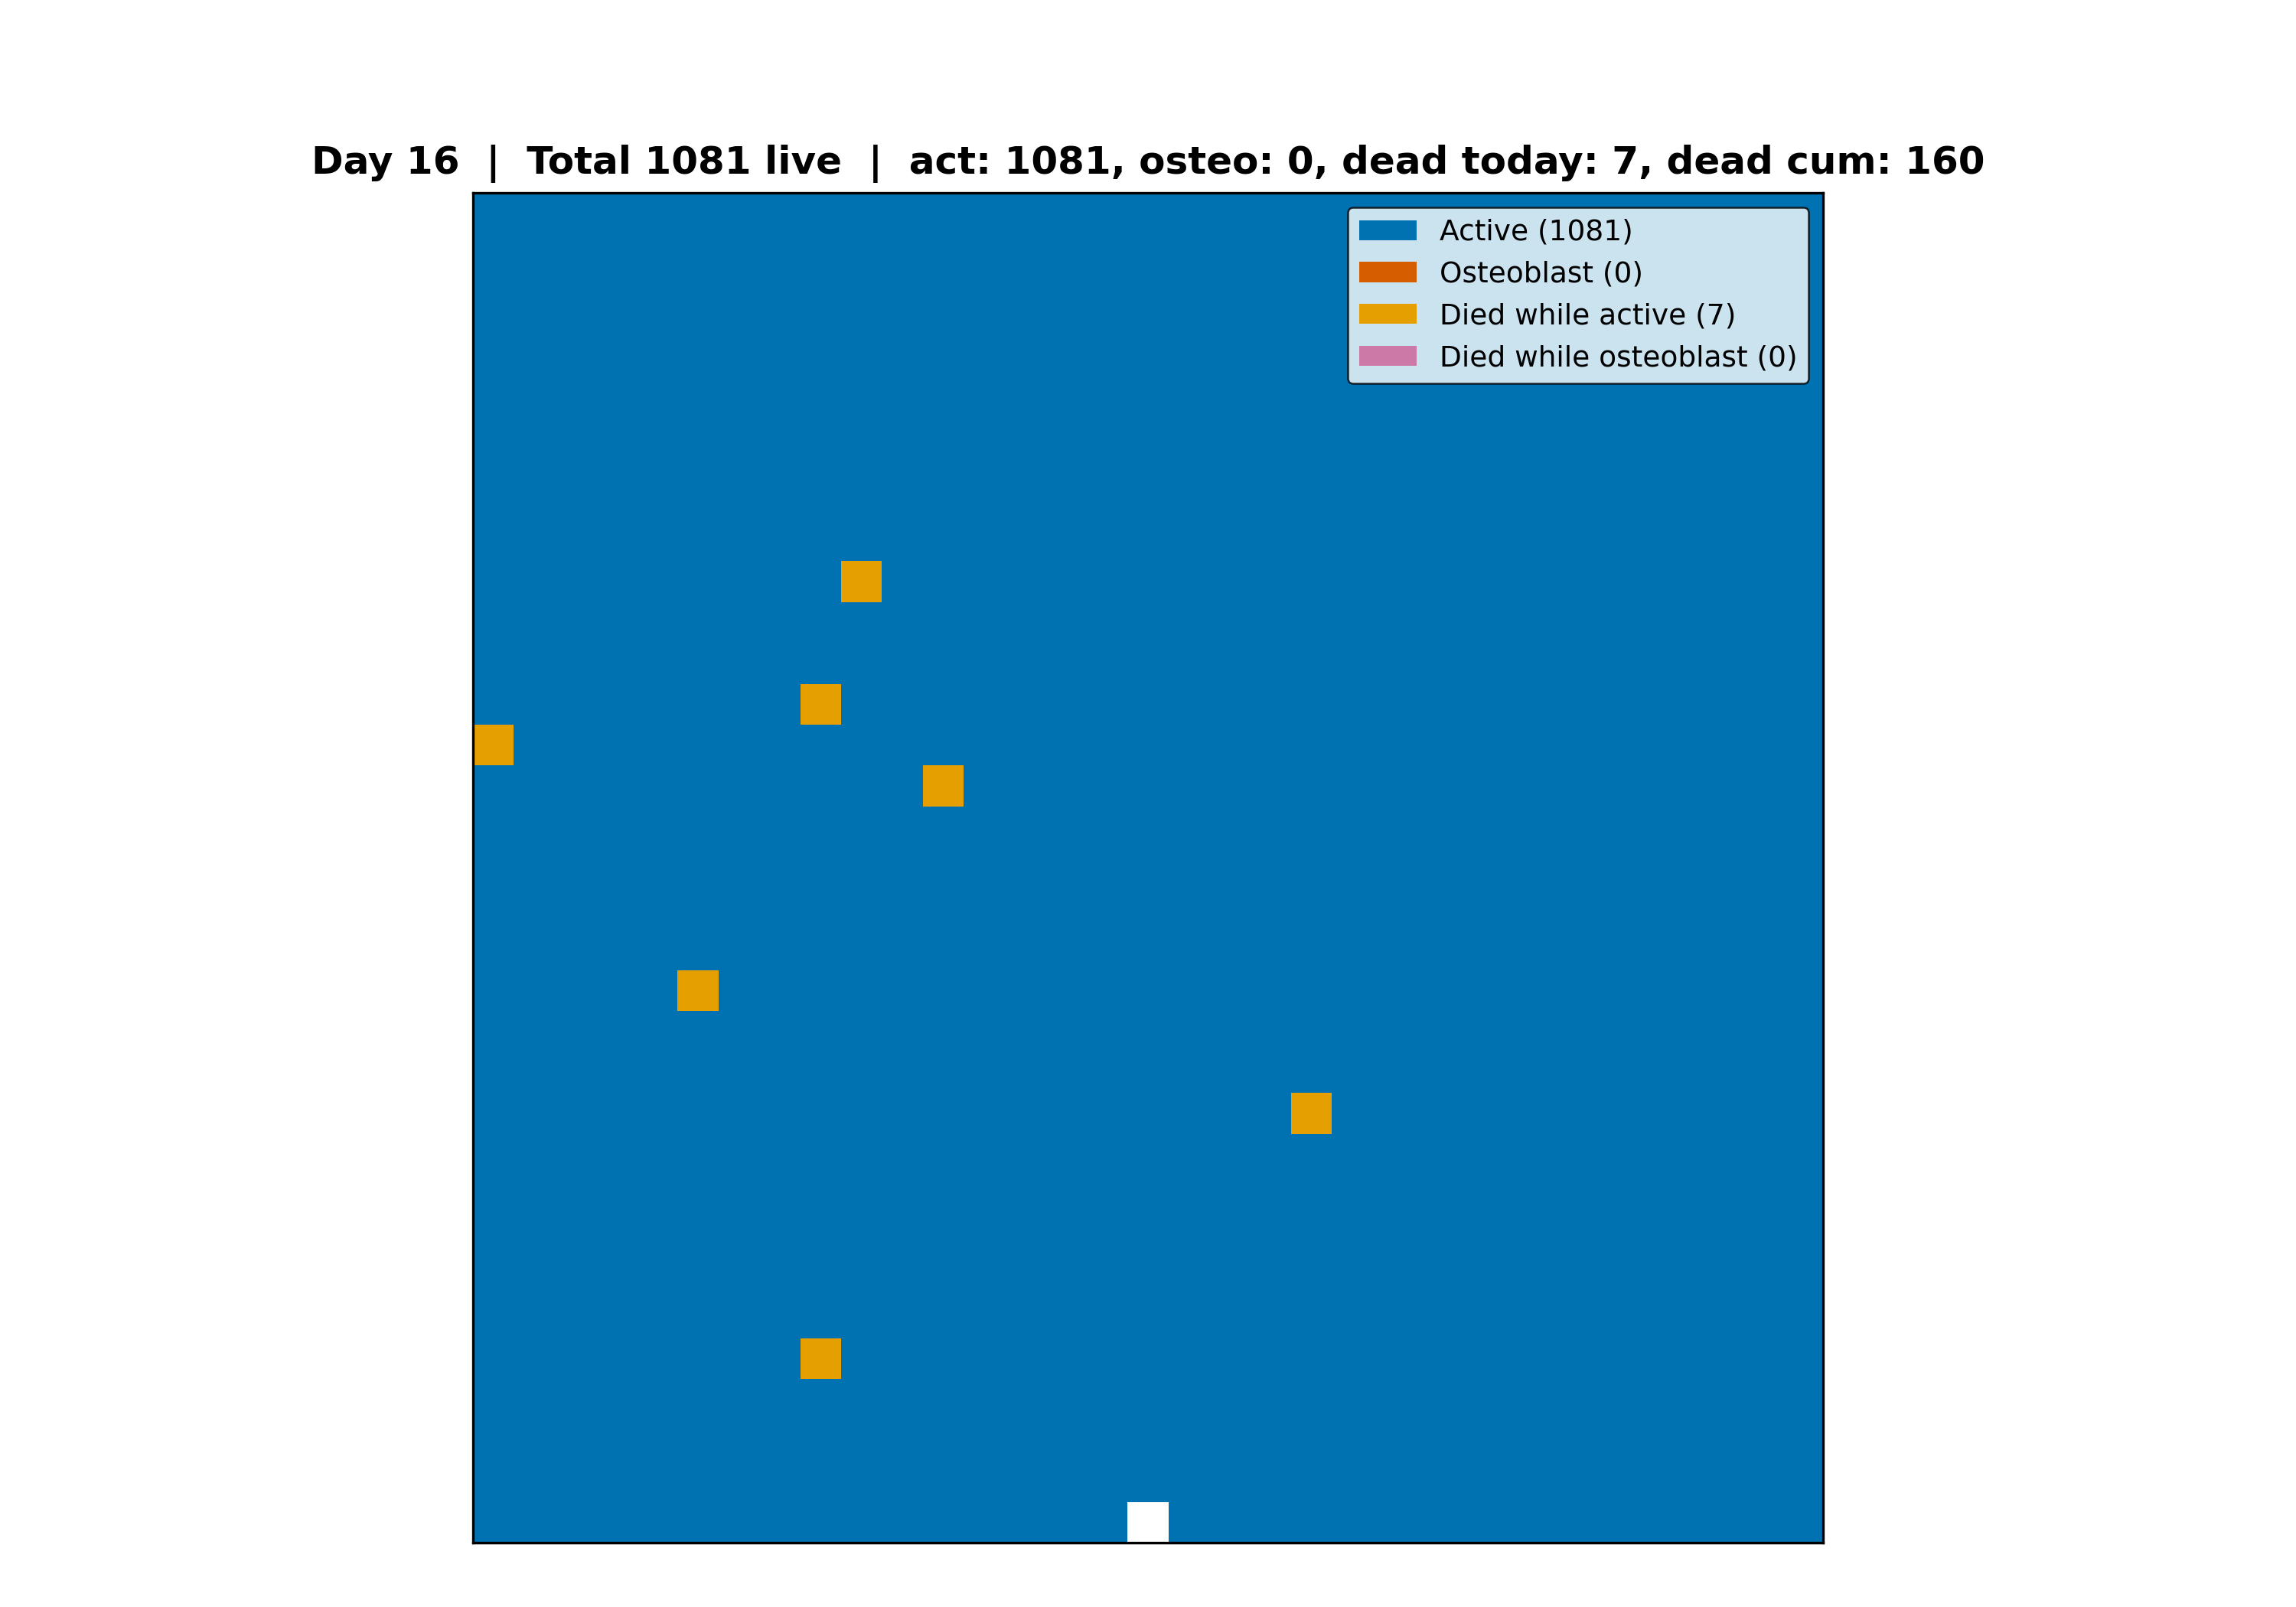 Day 16 | Total 1081 live | act: 1081, osteo: 0, dead today: 7, dead cum: 160
Active (1081)
Osteoblast (0)
Died while active (7)
Died while osteoblast (0)